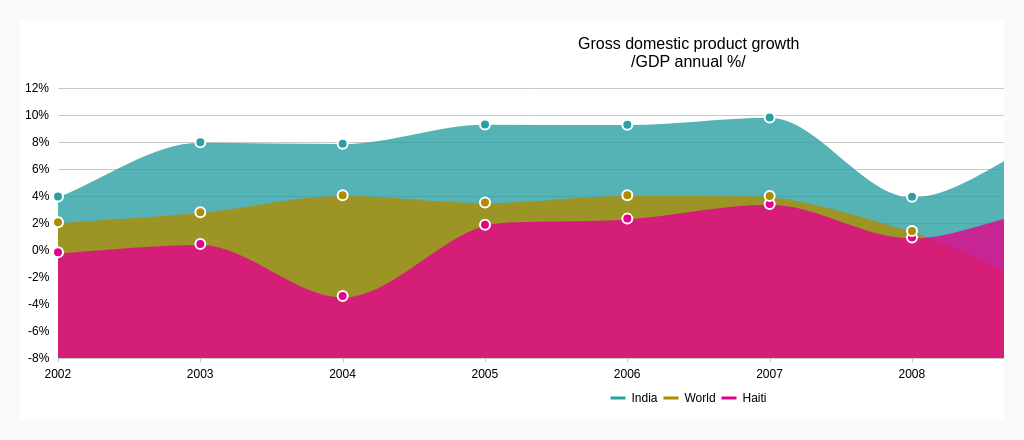 Gross domestic product growth
/GDP annual %/
12%
10%
8%
6%
4%
2%
0%
-2%
-4%
-6%
-8%
2002 2003 2004 2005 2006 2007 2008
India World Haiti